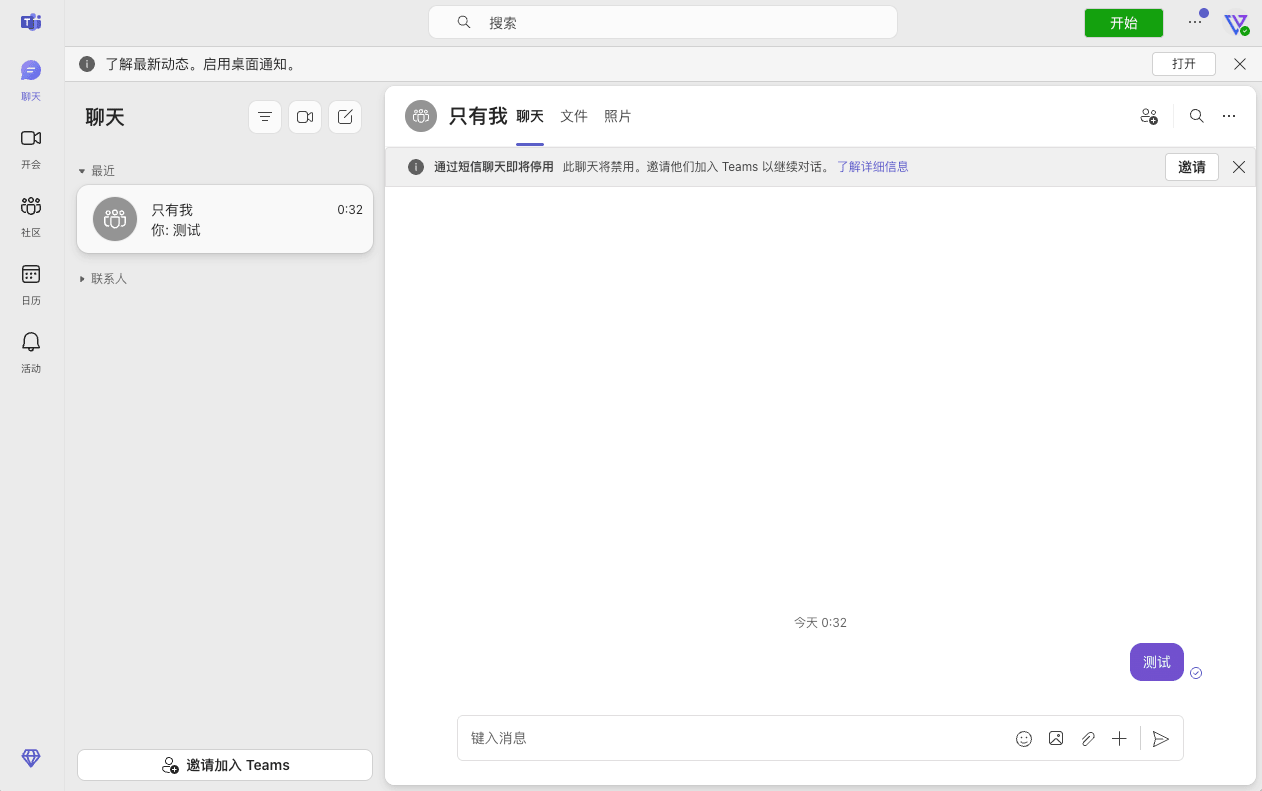 搜索
开始
了解最新动态。启用桌面通知。
打开
聊天
开会
社区
日历
活动
聊天
最近
只有我
0:32
你: 测试
联系人
邀请加入 Teams
只有我
聊天
文件
照片
通过短信聊天即将停用 此聊天将禁用。邀请他们加入 Teams 以继续对话。 了解详细信息
邀请
今天 0:32
测试
键入消息